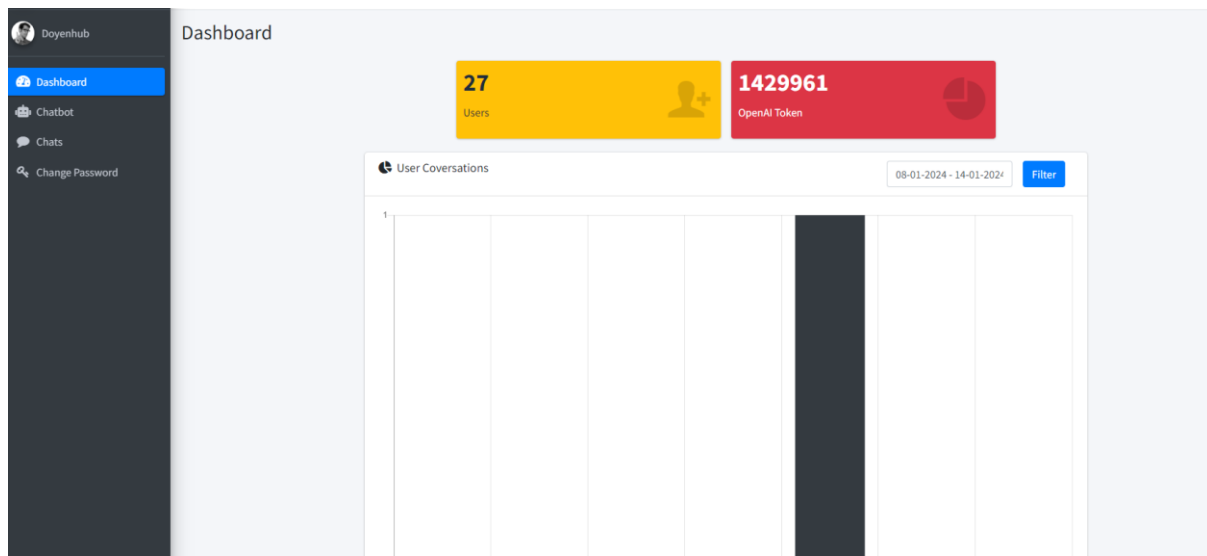 Doyenhub
Dashboard
Chatbot
Chats
Change Password
Dashboard
27
Users
1429961
OpenAI Token
User Coversations
08-01-2024 - 14-01-2024
Filter
1